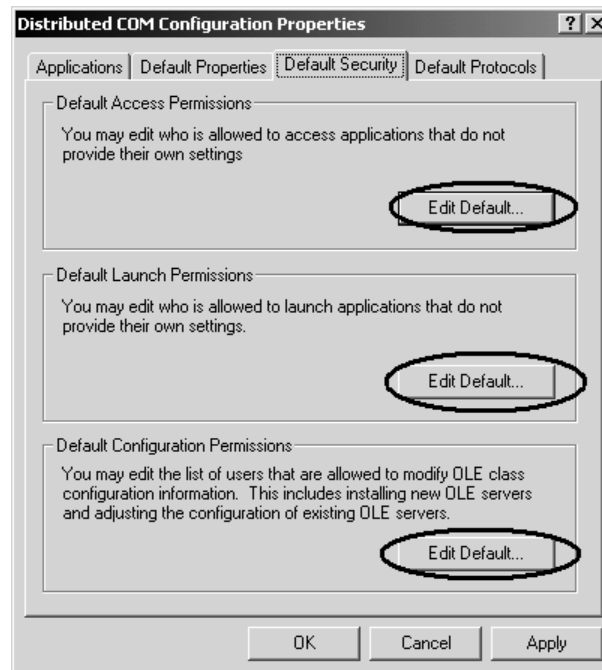 Distributed COM Configuration Properties
Applications
Default Properties
Default Security
Default Protocols
Default Access Permissions
You may edit who is allowed to access applications that do not
provide their own settings
Edit Default...
Default Launch Permissions
You may edit who is allowed to launch applications that do not
provide their own settings.
Edit Default...
Default Configuration Permissions
You may edit the list of users that are allowed to modify OLE class
configuration information. This includes installing new OLE servers
and adjusting the configuration of existing OLE servers.
Edit Default...
OK
Cancel
Apply